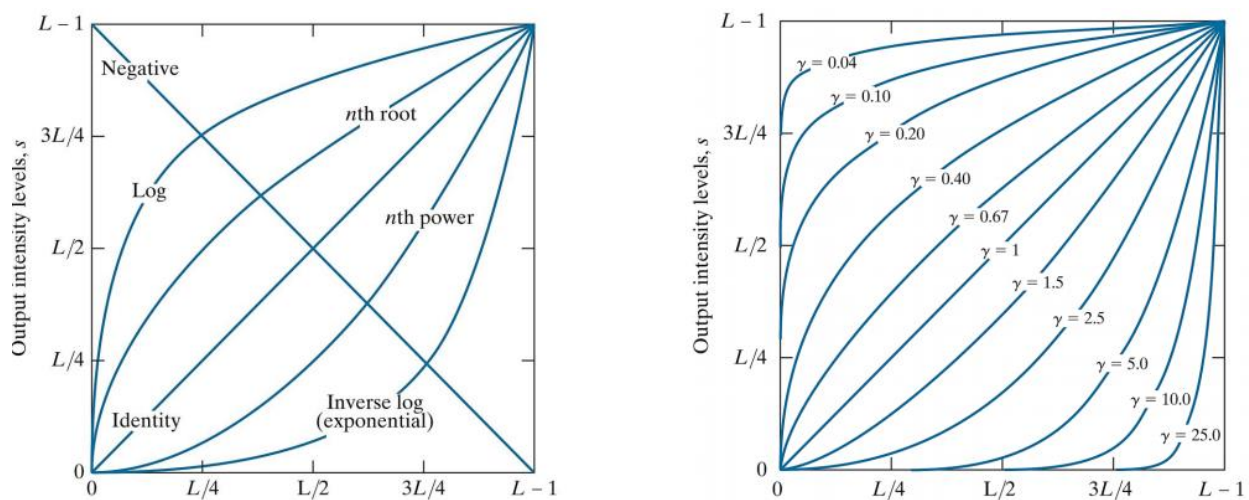 Output intensity levels, s
L – 1
3L/4
L/2
L/4
0
Negative
nth root
Log
nth power
Identity
Inverse log
(exponential)
0
L/4
L/2
3L/4
L – 1
Output intensity levels, s
L – 1
3L/4
L/2
L/4
0
γ = 0.04
γ = 0.10
γ = 0.20
γ = 0.40
γ = 0.67
γ = 1
γ = 1.5
γ = 2.5
γ = 5.0
γ = 10.0
γ = 25.0
0
L/4
L/2
3L/4
L – 1